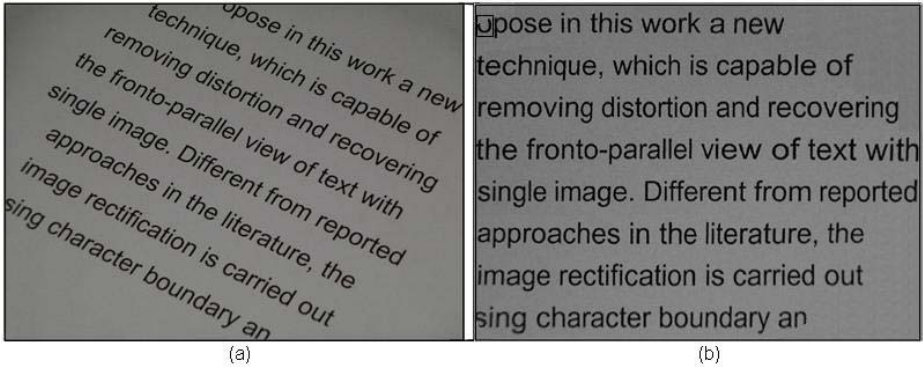 opose in this work a new
technique, which is capable of
removing distortion and recovering
the fronto-parallel view of text with
single image. Different from reported
approaches in the literature, the
image rectification is carried out
sing character boundary an
(a)
opose in this work a new
technique, which is capable of
removing distortion and recovering
the fronto-parallel view of text with
single image. Different from reported
approaches in the literature, the
image rectification is carried out
sing character boundary an
(b)